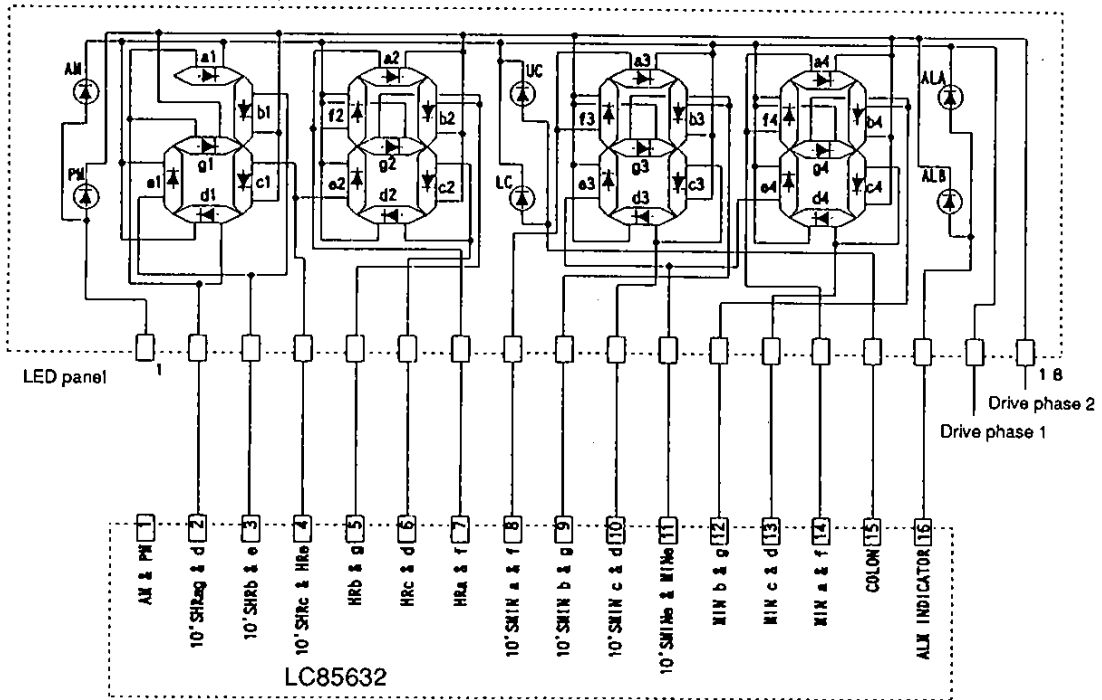 a1
a2
UC
a3
a4
AM
ALA
b1
f2
b2
f3
b3
f4
b4
PM
g1
g2
LC
g3
g4
ALB
e1
c1
e2
c2
e3
c3
e4
c4
d1
d2
d3
d4
LED panel
1
1 8
Drive phase 2
Drive phase 1
1
2
3
4
5
6
7
8
9
10
11
12
13
14
15
16
AM & PM
10'SHRag & d
10'SHRb & e
10'SHRc & HRe
HRb & g
HRc & d
HRa & f
10'SMIN a & f
10'SMIN b & g
10'SMIN c & d
10'SMINe & MINe
MIN b & g
MIN c & d
MIN a & f
COLON
ALM INDICATOR
LC85632